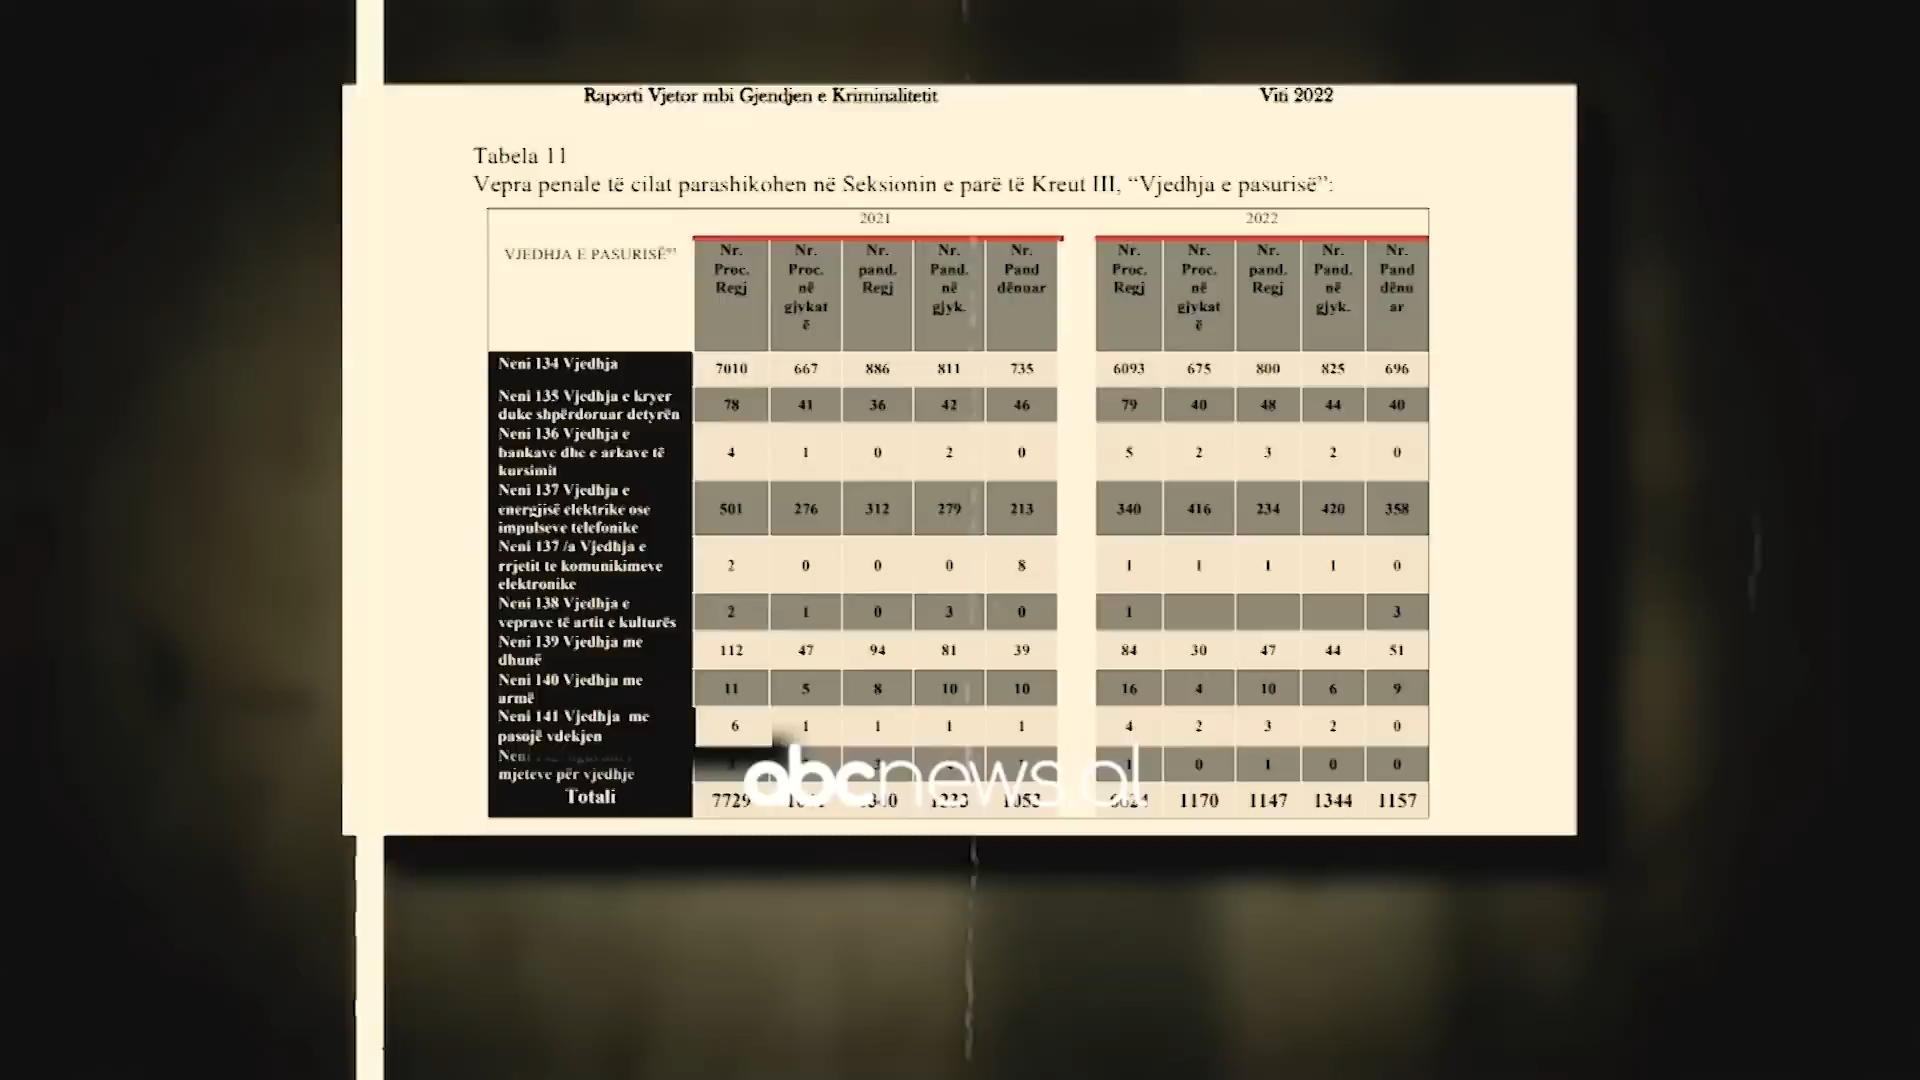 Raporti Vjetor mbi Gjendjen e Kriminalitetit Viti 2022
Tabela 11
Vepra penale të cilat parashikohen në Seksionin e parë të Kreut III, “Vjedhja e pasurisë”:
2021 2022
VJEDHJA E PASURISË
Nr. Proc. Regj
Nr. Proc. në gjykat ë
Nr. pand. Regj
Nr. Pand. në gjyk.
Nr. Pand dënuar
Nr. Proc. Regj
Nr. Proc. në gjykat ë
Nr. pand. Regj
Nr. Pand. në gjyk.
Nr. Pand dënu ar
Neni 134 Vjedhja 7010 667 886 811 735 6093 675 800 825 696
Neni 135 Vjedhja e kryer
duke shpërdoruar detyrën 78 41 36 42 46 79 40 48 44 40
Neni 136 Vjedhja e
bankave dhe e arkave të
kursimit 4 1 0 2 0 5 2 3 2 0
Neni 137 Vjedhja e
energjisë elektrike ose
impulseve telefonike 501 276 312 279 213 340 416 234 420 358
Neni 137 /a Vjedhja e
rrjetit te komunikimeve
elektronike 2 0 0 0 8 1 1 1 1 0
Neni 138 Vjedhja e
veprave të artit e kulturës 2 1 0 3 0 1 3
Neni 139 Vjedhja me
dhunë 112 47 94 81 39 84 30 47 44 51
Neni 140 Vjedhja me
armë 11 5 8 10 10 16 4 10 6 9
Neni 141 Vjedhja me
pasojë vdekjen 6 1 1 1 1 4 2 3 2 0
mjeteve për vjedhje 0 1 0 0
Totali 7729 1170 1147 1344 1157
abcnews.al